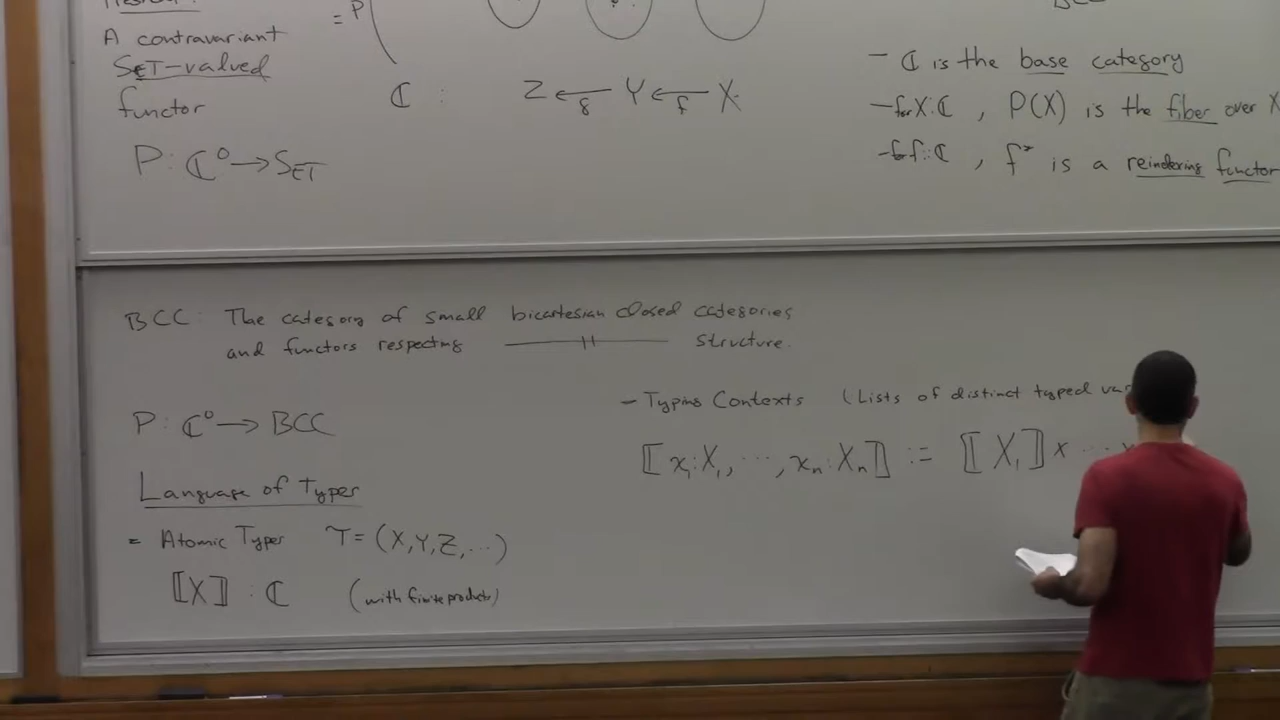 = P
A contravariant
SET-valued
functor
P : ℂ° → SET
ℂ : Z ←g Y ←f X
- ℂ is the base category
- for X:ℂ , P(X) is the fiber over X
- for f::ℂ , f* is a reindexing functor
BCC: The category of small bicartesian closed categories
and functors respecting —— " —— structure.
P : ℂ° → BCC
Language of Types
- Atomic Types T = (X, Y, Z, ...)
⟦X⟧ : ℂ (with finite products)
- Typing Contexts (Lists of distinct typed
⟦x₁:X₁, ..., xₙ:Xₙ⟧ := ⟦X₁⟧ × ...